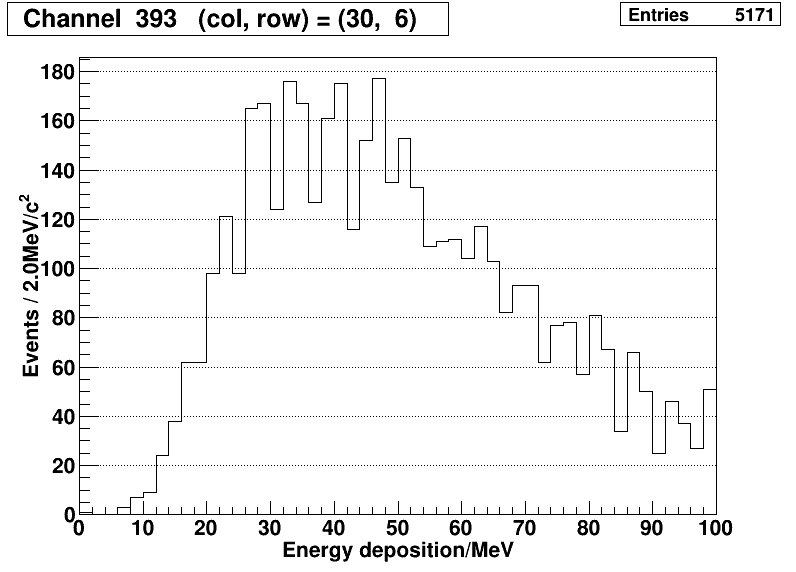 Channel 393 (col, row) = (30, 6)
Entries 5171
Events / 2.0MeV/c²
180
160
140
120
100
80
60
40
20
0
0 10 20 30 40 50 60 70 80 90 100
Energy deposition/MeV